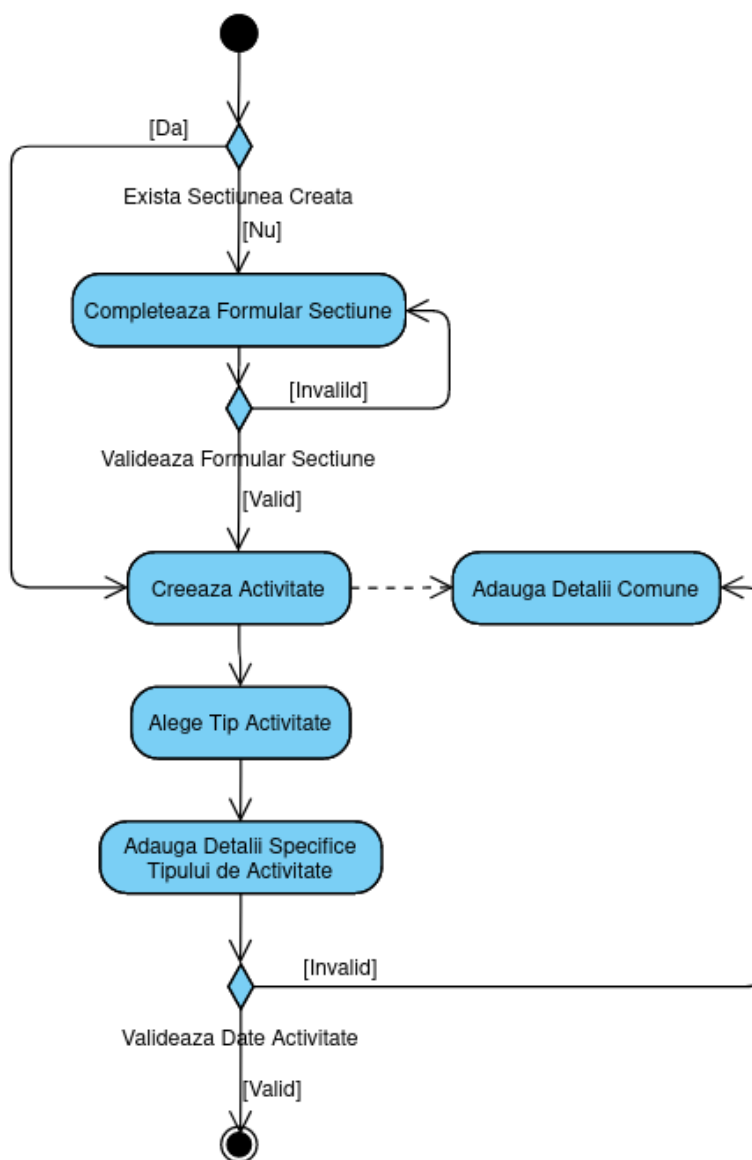 [Da]
Exista Sectiunea Creata
[Nu]
Completeaza Formular Sectiune
[Invalild]
Valideaza Formular Sectiune
[Valid]
Creeaza Activitate
Adauga Detalii Comune
Alege Tip Activitate
Adauga Detalii Specifice
Tipului de Activitate
[Invalid]
Valideaza Date Activitate
[Valid]